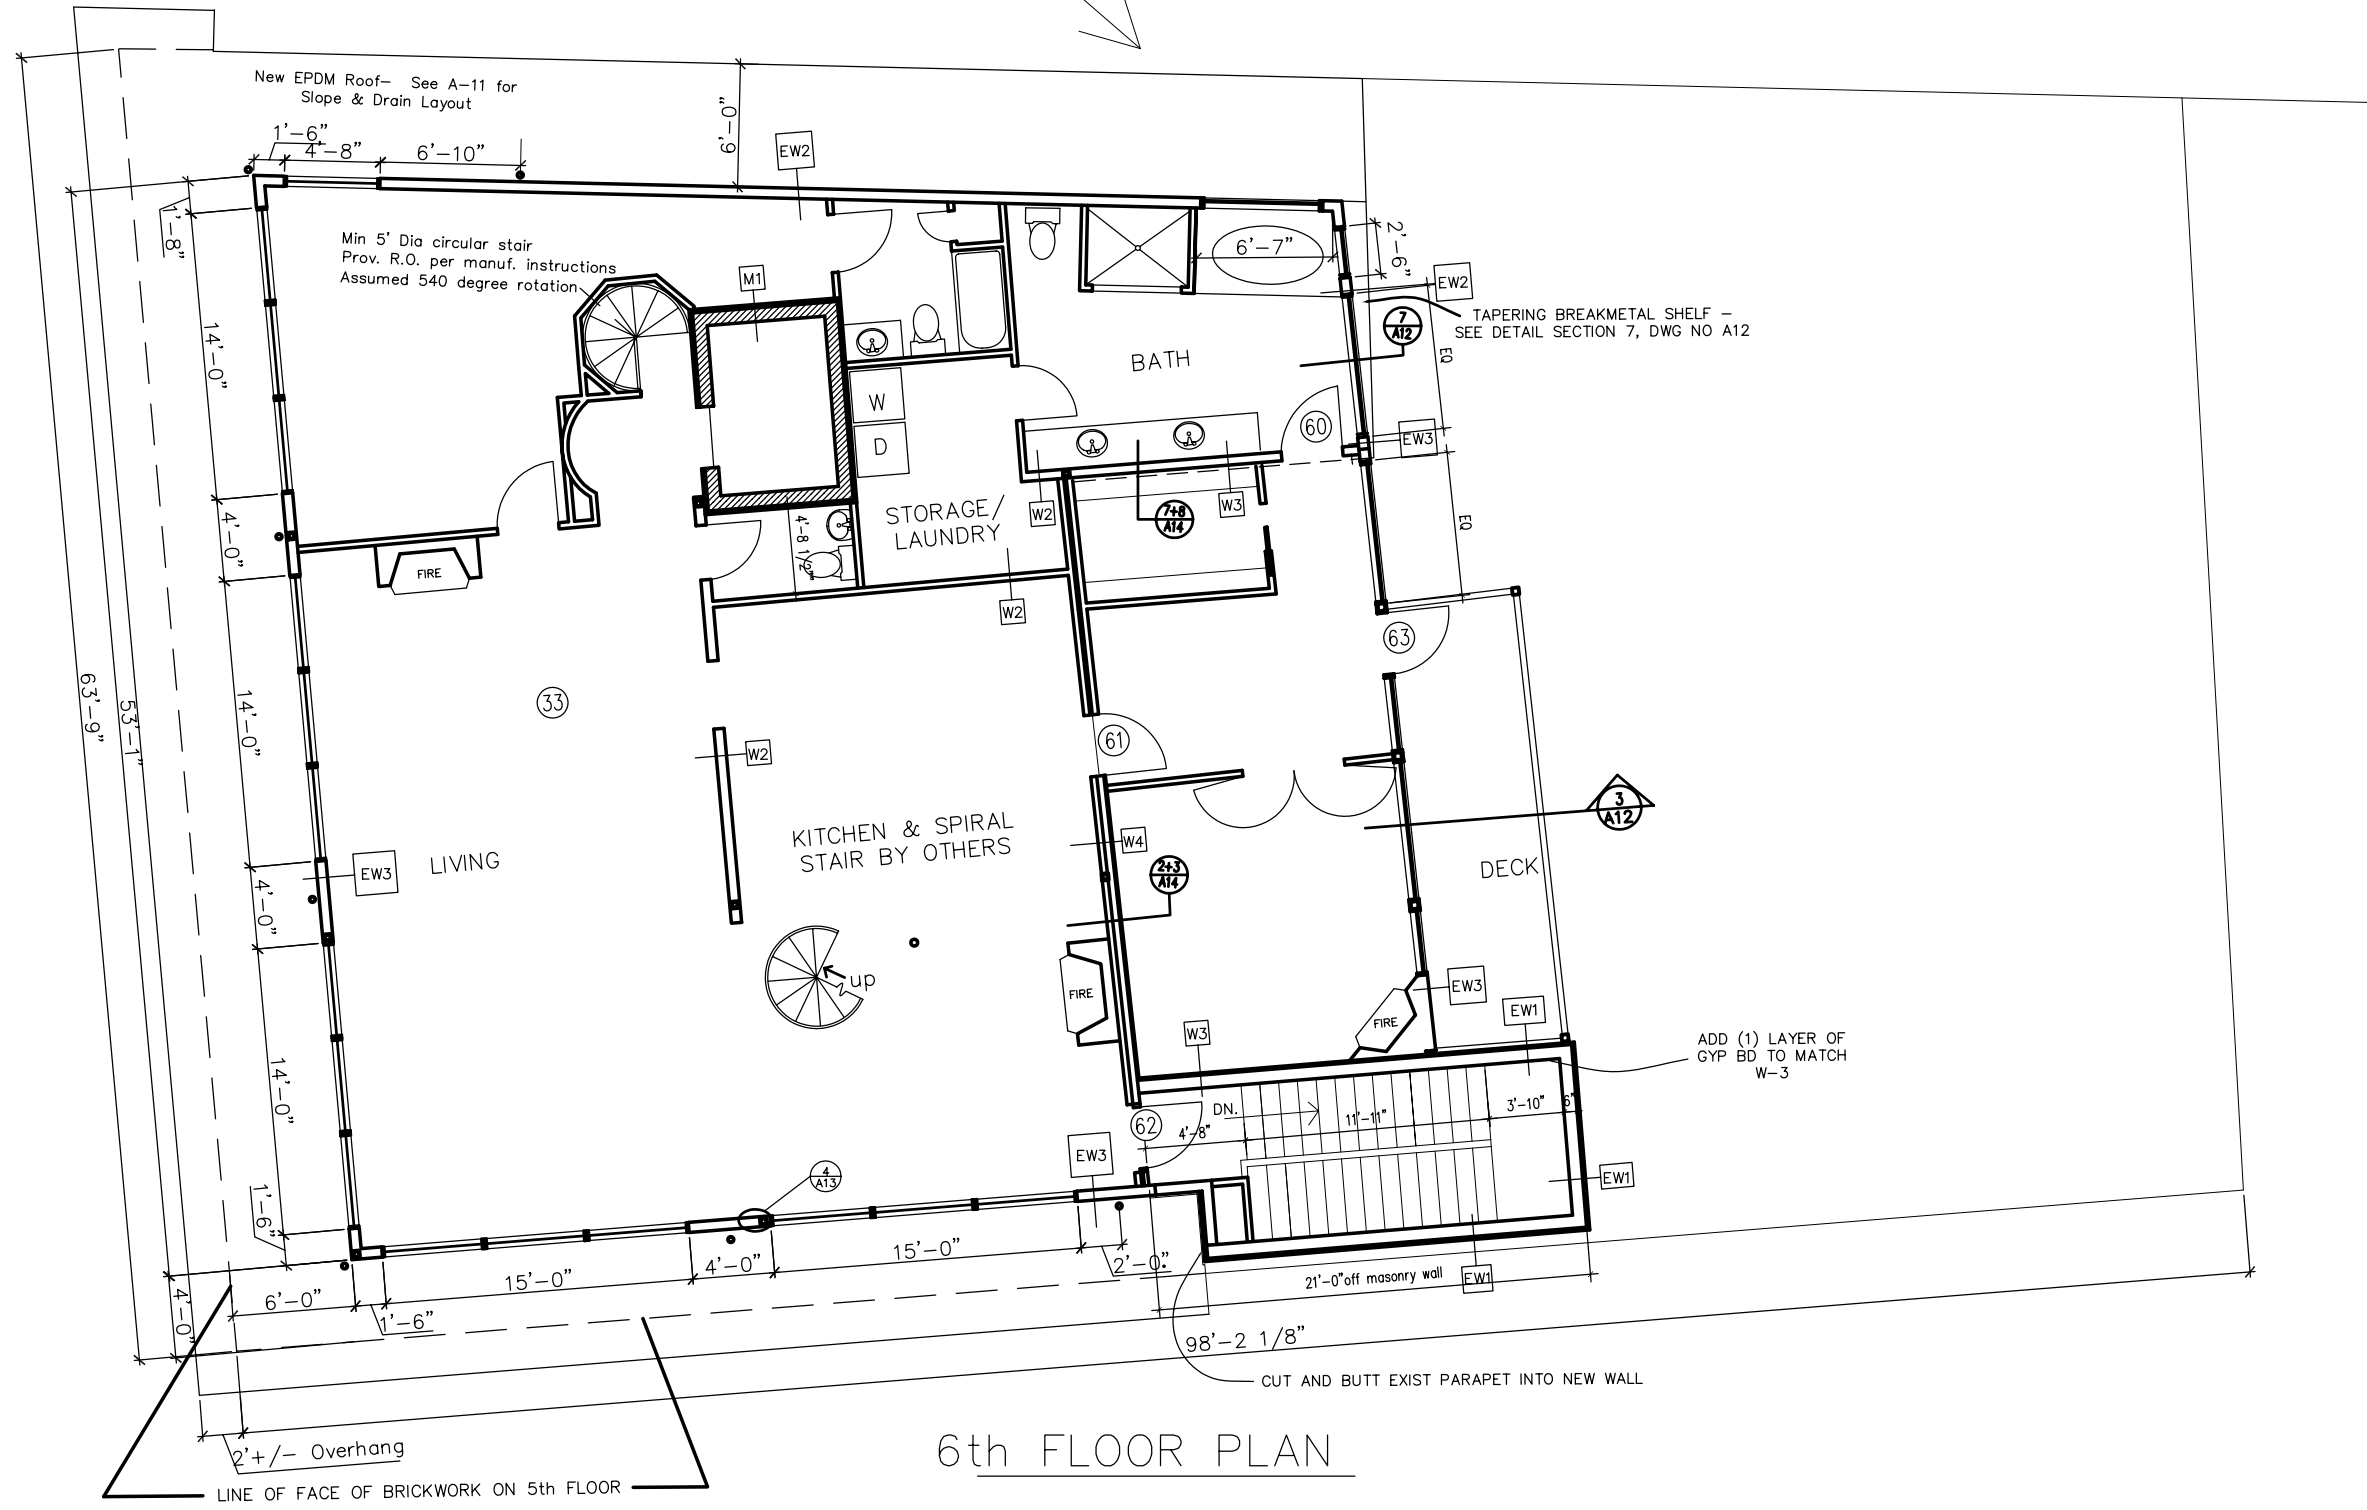 New EPDM Roof– See A–11 for
Slope & Drain Layout
1'–6"
4'–8"
6'–10"
6'–0"
EW2
1'–8"
Min 5' Dia circular stair
Prov. R.O. per manuf. instructions
Assumed 540 degree rotation
M1
6'–7"
2'–6"
EW2
TAPERING BREAKMETAL SHELF –
SEE DETAIL SECTION 7, DWG NO A12
7
A12
EQ
14'–0"
BATH
W
D
60
EW3
STORAGE/
LAUNDRY
W2
7+8
A14
W3
EQ
4'–0"
4'–8 1/2"
FIRE
W2
63
63'–9"
53'–1"
14'–0"
33
W2
61
3
A12
KITCHEN & SPIRAL
STAIR BY OTHERS
W4
LIVING
EW3
4'–0"
2+3
A14
DECK
up
FIRE
FIRE
EW3
EW1
W3
ADD (1) LAYER OF
GYP BD TO MATCH
W–3
14'–0"
DN.
4'–8"
11'–11"
3'–10"
6"
62
EW3
EW1
4
A13
1'–6"
4'–0"
6'–0"
1'–6"
15'–0"
4'–0"
15'–0"
2'–0"
21'–0"off masonry wall
EW1
98'–2 1/8"
CUT AND BUTT EXIST PARAPET INTO NEW WALL
2'+/– Overhang
LINE OF FACE OF BRICKWORK ON 5th FLOOR
6th FLOOR PLAN